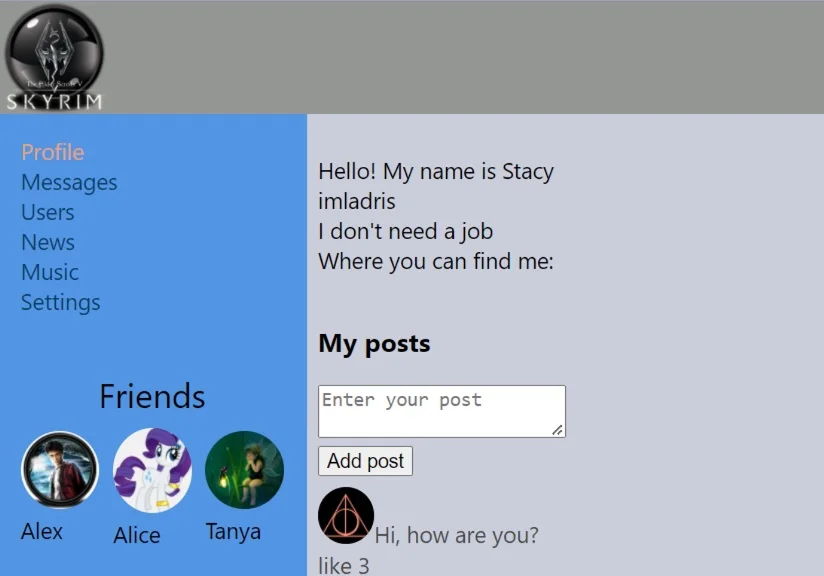 The Elder Scrolls V
SKYRIM
Profile
Messages
Users
News
Music
Settings
Friends
Alex
Alice
Tanya
Hello! My name is Stacy
imladris
I don't need a job
Where you can find me:
My posts
Enter your post
Add post
Hi, how are you?
like 3